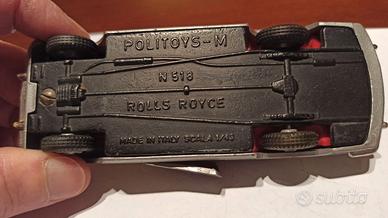 POLITOYS-M
N 518
ROLLS ROYCE
MADE IN ITALY SCALA 1/43
subito